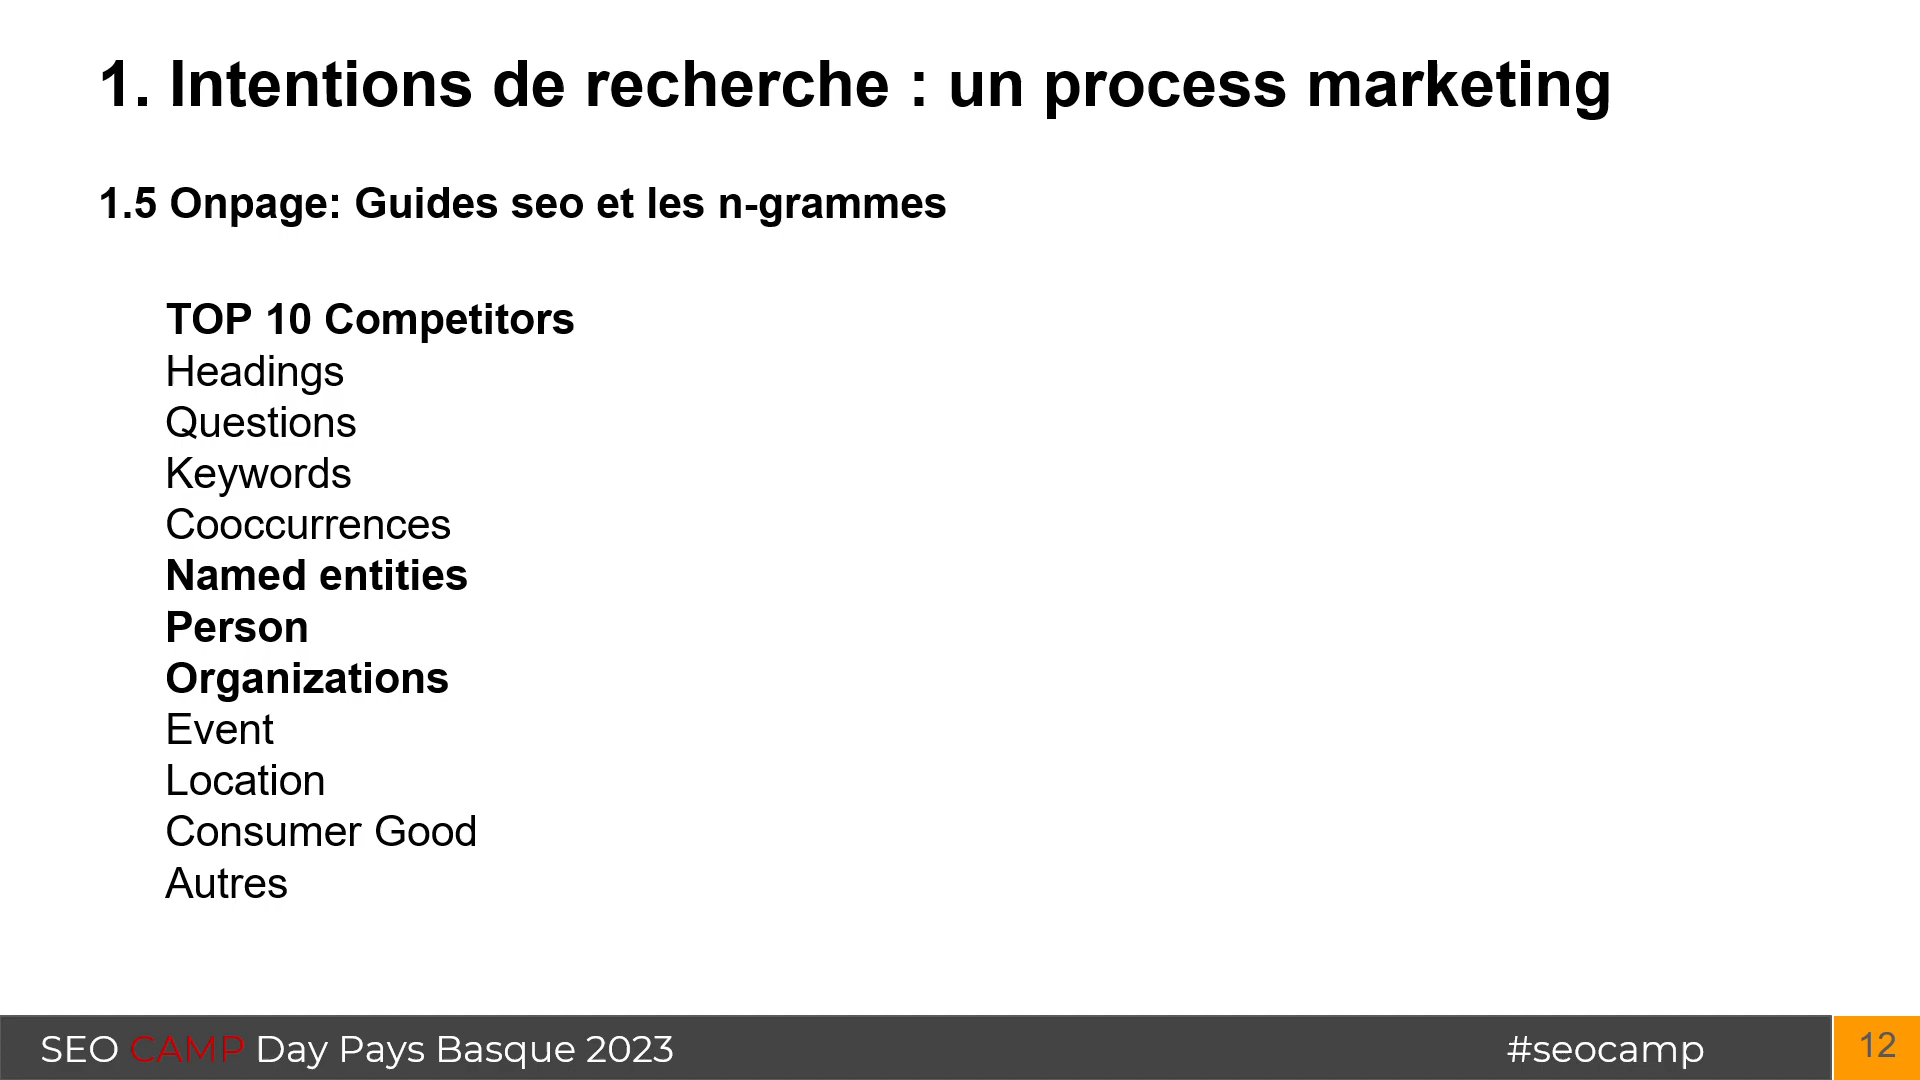 1. Intentions de recherche : un process marketing
1.5 Onpage: Guides seo et les n-grammes
TOP 10 Competitors
Headings
Questions
Keywords
Cooccurrences
Named entities
Person
Organizations
Event
Location
Consumer Good
Autres
SEO CAMP Day Pays Basque 2023
#seocamp
12